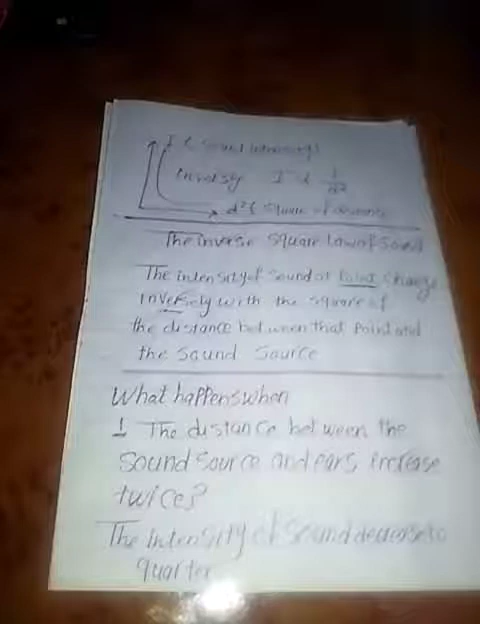 I ( Sound intensity)
inversly I α 1/d²
d² ( Square of distance
The inverse Square law of Sound
The intensity of Sound at Point Change
inversely with the square of
the distance between that Point and
the Sound Source
What happens when
1 The distance between the
Sound Source and ears increase
twice?
The intensity of Sound decrease to
quarter